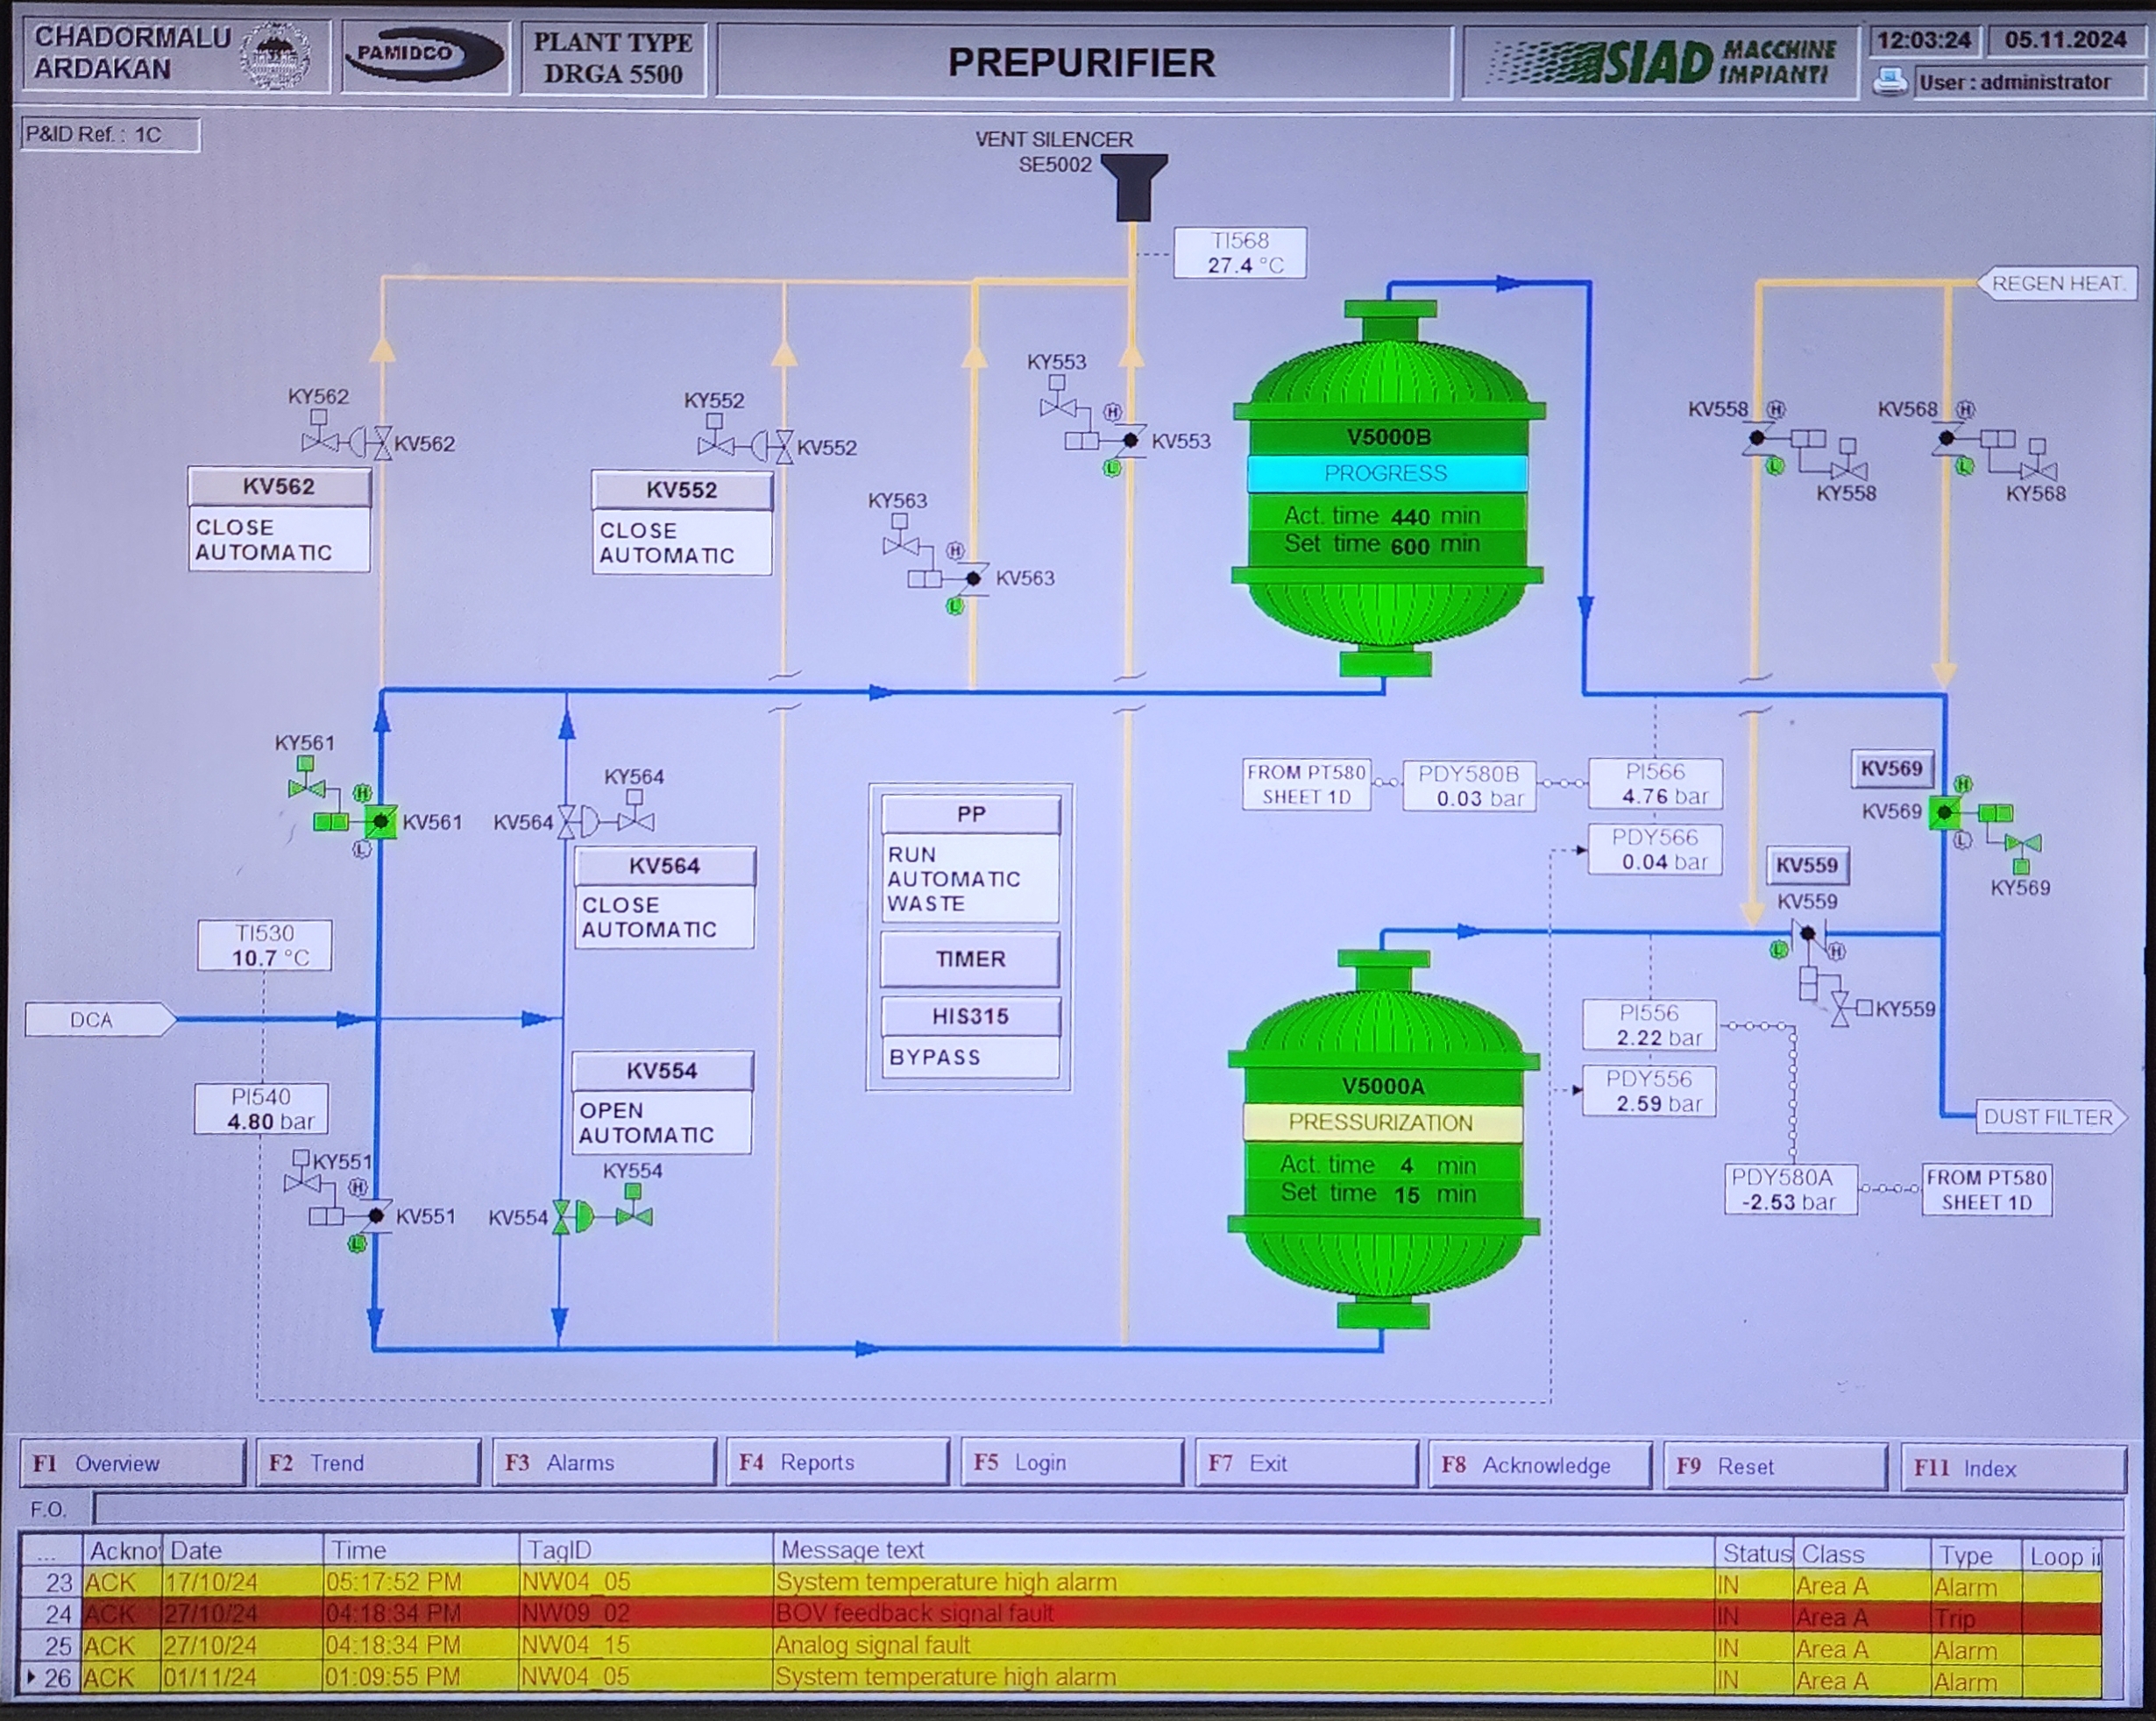 CHADORMALU
ARDAKAN
PAMIDCO
PLANT TYPE
DRGA 5500
PREPURIFIER
SIAD MACCHINE
IMPIANTI
12:03:24 05.11.2024
User : administrator
P&ID Ref. : 1C
VENT SILENCER
SE5002
TI568
27.4 °C
REGEN HEAT.
KY562
KV562
KV562
CLOSE
AUTOMATIC
KY552
KV552
KV552
CLOSE
AUTOMATIC
KY553
H
KV553
L
KY563
H
KV563
L
V5000B
PROGRESS
Act. time 440 min
Set time 600 min
KV558 H
L
KY558
KV568 H
L
KY568
KY561
H
KV561
L
KY564
KV564
KV564
CLOSE
AUTOMATIC
PP
RUN
AUTOMATIC
WASTE
TIMER
HIS315
BYPASS
FROM PT580
SHEET 1D
PDY580B
0.03 bar
PI566
4.76 bar
PDY566
0.04 bar
KV569
H
KV569
L
KY569
KV559
KV559
L H
KY559
TI530
10.7 °C
DCA
PI540
4.80 bar
KY551
H
KV551
L
KV554
OPEN
AUTOMATIC
KY554
KV554
V5000A
PRESSURIZATION
Act. time 4 min
Set time 15 min
PI556
2.22 bar
PDY556
2.59 bar
DUST FILTER
PDY580A
-2.53 bar
FROM PT580
SHEET 1D
F1 Overview
F2 Trend
F3 Alarms
F4 Reports
F5 Login
F7 Exit
F8 Acknowledge
F9 Reset
F11 Index
F.O.
... Ackno Date Time TagID Message text Status Class Type Loop i
23 ACK 17/10/24 05:17:52 PM NW04_05 System temperature high alarm IN Area A Alarm
24 ACK 27/10/24 04:18:34 PM NW09_02 BOV feedback signal fault IN Area A Trip
25 ACK 27/10/24 04:18:34 PM NW04_15 Analog signal fault IN Area A Alarm
26 ACK 01/11/24 01:09:55 PM NW04_05 System temperature high alarm IN Area A Alarm